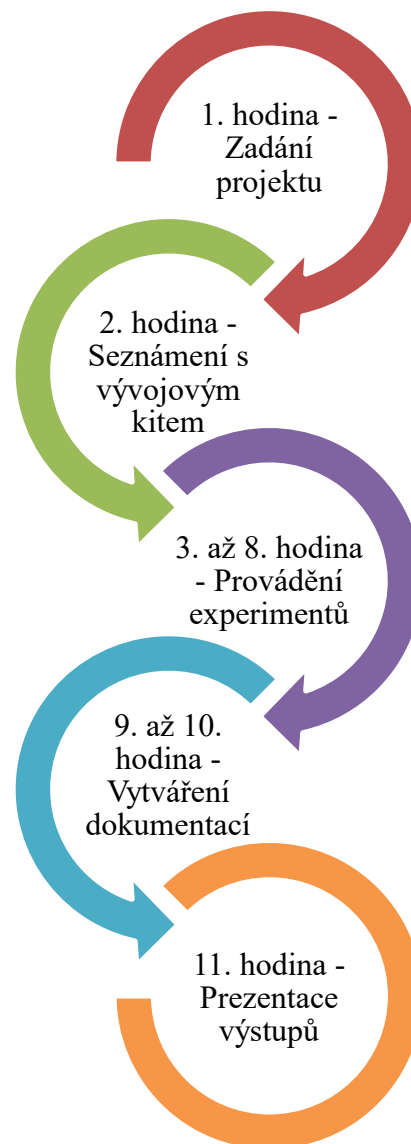 1. hodina -
Zadání
projektu
2. hodina -
Seznámení s
vývojovým
kitem
3. až 8. hodina
- Provádění
experimentů
9. až 10.
hodina -
Vytváření
dokumentací
11. hodina -
Prezentace
výstupů